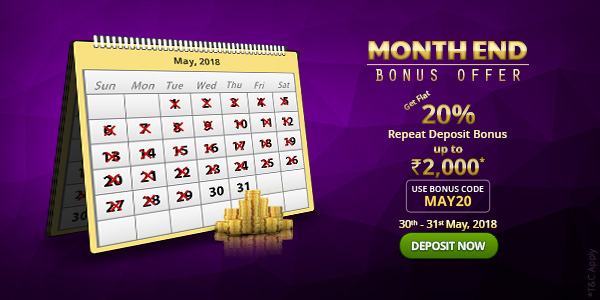 May, 2018
Sun Mon Tue Wed Thu Fri Sat
1 2 3 4 5
6 7 8 9 10 11 12
13 14 15 16 17 18 19
20 21 22 23 24 25 26
27 28 29 30 31
30
MONTH END
BONUS OFFER
Get Flat
20%
Repeat Deposit Bonus
up to
₹2,000*
USE BONUS CODE
MAY20
30th - 31st May, 2018
DEPOSIT NOW
*T&C Apply